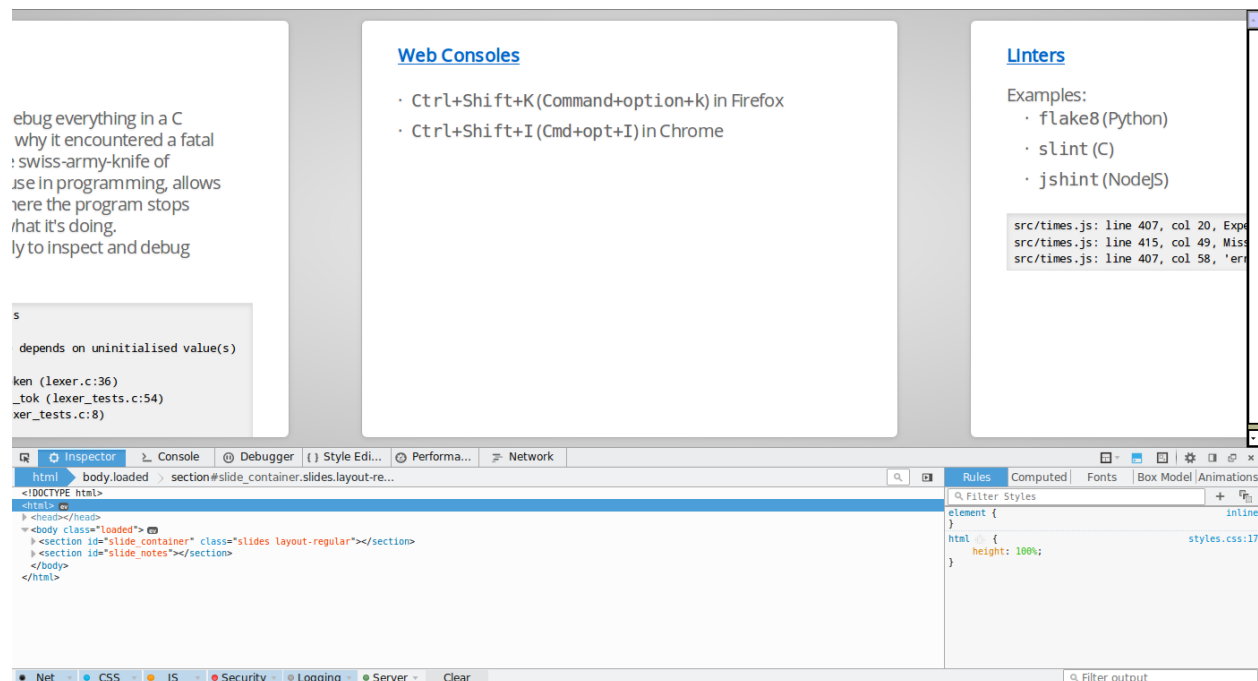 ebug everything in a C
why it encountered a fatal
swiss-army-knife of
use in programming, allows
here the program stops
what it's doing.
ly to inspect and debug
s
depends on uninitialised value(s)
ken (lexer.c:36)
_tok (lexer_tests.c:54)
xer_tests.c:8)
Web Consoles
· Ctrl+Shift+K (Command+option+k) in Firefox
· Ctrl+Shift+I (Cmd+opt+I) in Chrome
Linters
Examples:
· flake8 (Python)
· slint (C)
· jshint (NodeJS)
src/times.js: line 407, col 20, Expe
src/times.js: line 415, col 49, Miss
src/times.js: line 407, col 58, 'err
Inspector Console Debugger {} Style Edi... Performa... Network
html body.loaded section#slide_container.slides.layout-re...
<!DOCTYPE html>
<html> ev
<head></head>
<body class="loaded"> ev
<section id="slide_container" class="slides layout-regular"></section>
<section id="slide_notes"></section>
</body>
</html>
Rules Computed Fonts Box Model Animations
Filter Styles +
element { inline
}
html { styles.css:17
height: 100%;
}
Net CSS JS Security Logging Server Clear Filter output